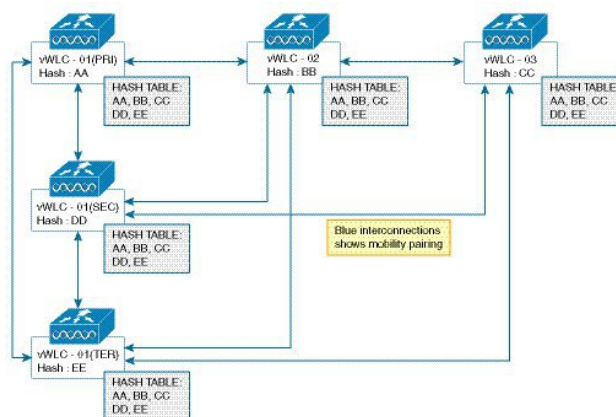 vWLC - 01(PRI)
Hash : AA
HASH TABLE:
AA, BB, CC
DD, EE
vWLC - 02
Hash : BB
HASH TABLE:
AA, BB, CC
DD, EE
vWLC - 03
Hash : CC
HASH TABLE:
AA, BB, CC
DD, EE
vWLC - 01(SEC)
Hash : DD
HASH TABLE:
AA, BB, CC
DD, EE
Blue interconnections
shows mobility pairing
vWLC - 01(TER)
Hash : EE
HASH TABLE:
AA, BB, CC
DD, EE